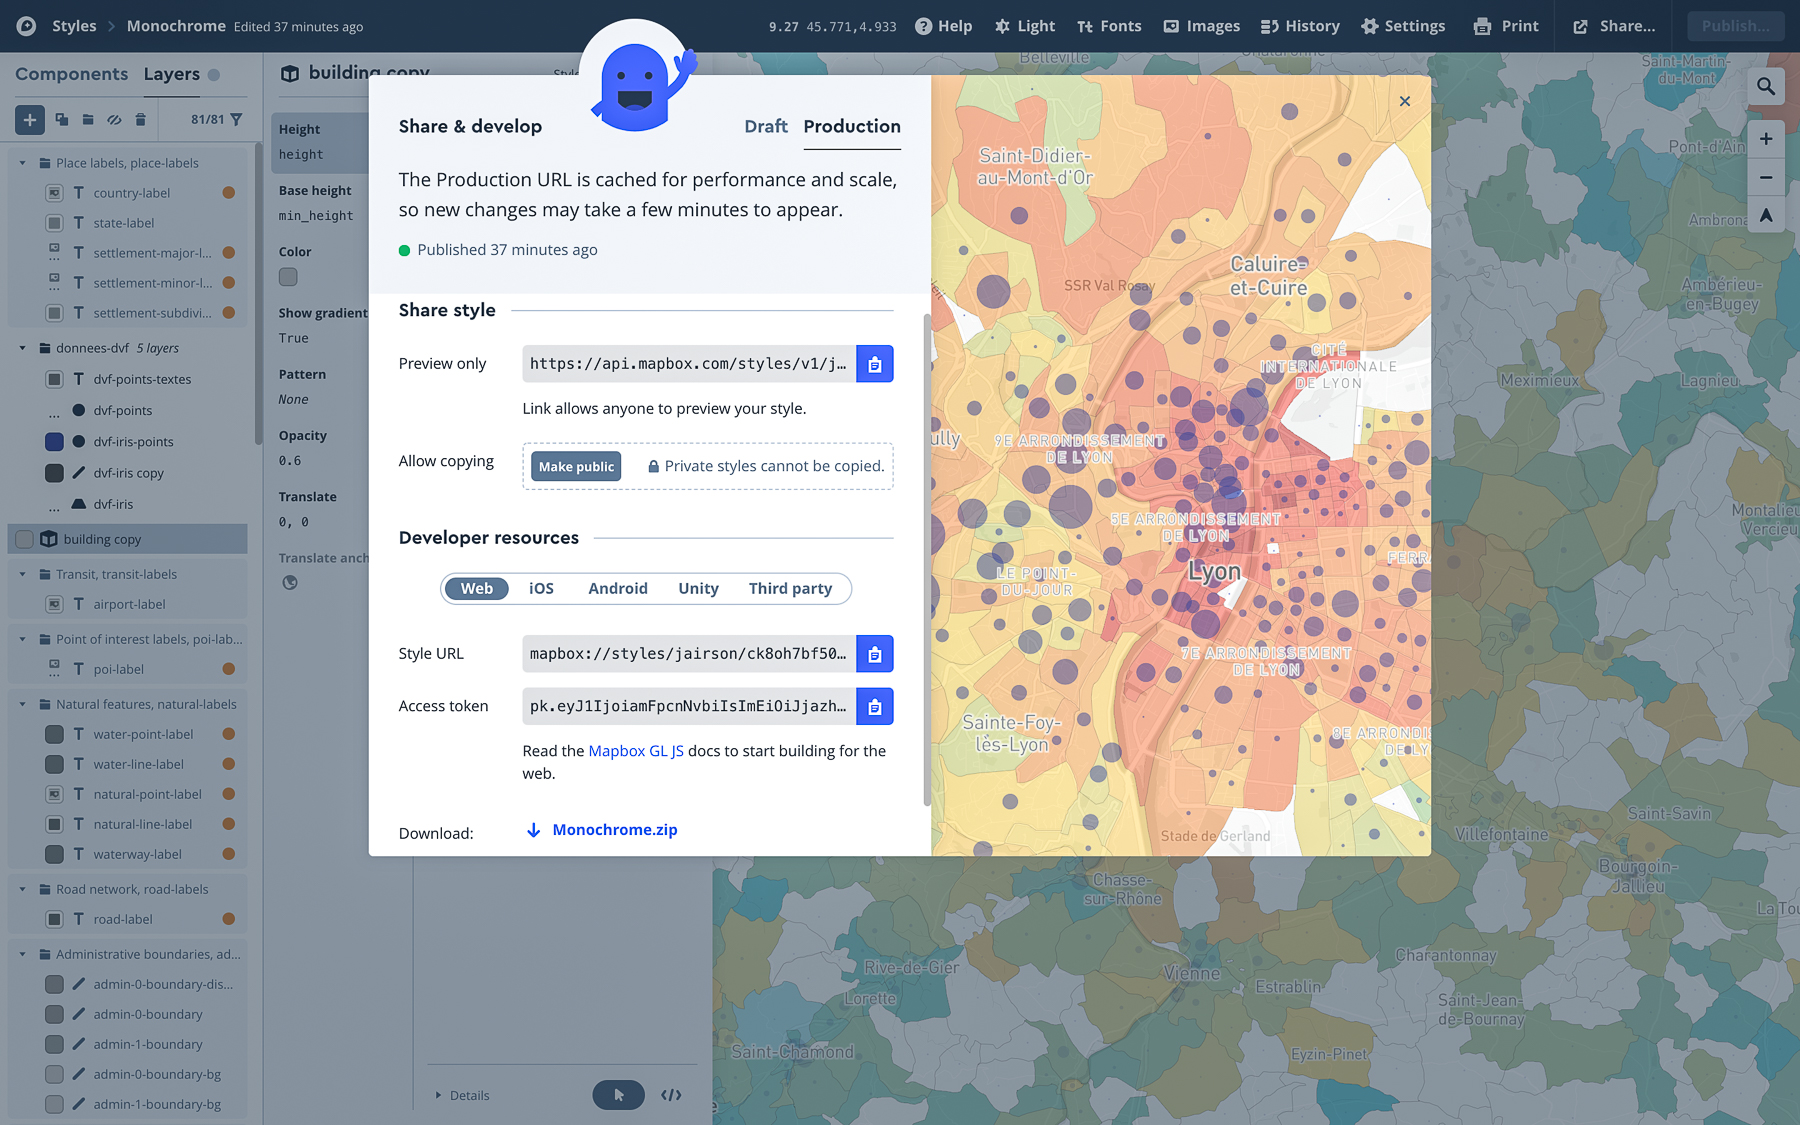 Styles
Monochrome
Edited 37 minutes ago
9.27 45.771,4.933
Help
Light
Fonts
Images
History
Settings
Print
Share...
Publish...
Components
Layers
81/81
Place labels, place-labels
country-label
state-label
settlement-major-l...
settlement-minor-l...
settlement-subdivi...
donnees-dvf 5 layers
dvf-points-textes
dvf-points
dvf-iris-points
dvf-iris copy
dvf-iris
building copy
Transit, transit-labels
airport-label
Point of interest labels, poi-lab...
poi-label
Natural features, natural-labels
water-point-label
water-line-label
natural-point-label
natural-line-label
waterway-label
Road network, road-labels
road-label
Administrative boundaries, ad...
admin-0-boundary-dis...
admin-0-boundary
admin-1-boundary
admin-0-boundary-bg
admin-1-boundary-bg
building copy
Style
Height
height
Base height
min_height
Color
Show gradient
True
Pattern
None
Opacity
0.6
Translate
0, 0
Translate anch
Details
Share & develop
Draft
Production
The Production URL is cached for performance and scale,
so new changes may take a few minutes to appear.
Published 37 minutes ago
Share style
Preview only
https://api.mapbox.com/styles/v1/j…
Link allows anyone to preview your style.
Allow copying
Make public
Private styles cannot be copied.
Developer resources
Web
iOS
Android
Unity
Third party
Style URL
mapbox://styles/jairson/ck8oh7bf50…
Access token
pk.eyJ1IjoiamFpcnNvbiIsImEiOiJjazh…
Read the Mapbox GL JS docs to start building for the
web.
Download:
Monochrome.zip
Saint-Didier-
au-Mont-d'Or
SSR Val Rosay
Caluire-
et-Cuire
CITÉ
INTERNATIONALE
DE LYON
ully
9E ARRONDISSEMENT
DE LYON
5E ARRONDISSEMENT
DE LYON
FERR
Lyon
LE POINT-
DU-JOUR
7E ARRONDISSEMENT
DE LYON
Sainte-Foy-
lès-Lyon
8E ARRONDIS
DE LY
Stade de Gerland
Belleville
Saint-Martin-
du-Mont
Pont-d'Ain
Ambrona
Ambérieu-
en-Bugey
Meximieux
Lagnieu
Montalieu
Vercieu
Saint-Savin
Villefontaine
Bourgoin-
Jallieu
La Tou
Chasse-
sur-Rhône
Rive-de-Gier
Vienne
Charantonnay
Lorette
Estrablin
Saint-Jean-
de-Bournay
Saint-Chamond
Eyzin-Pinet